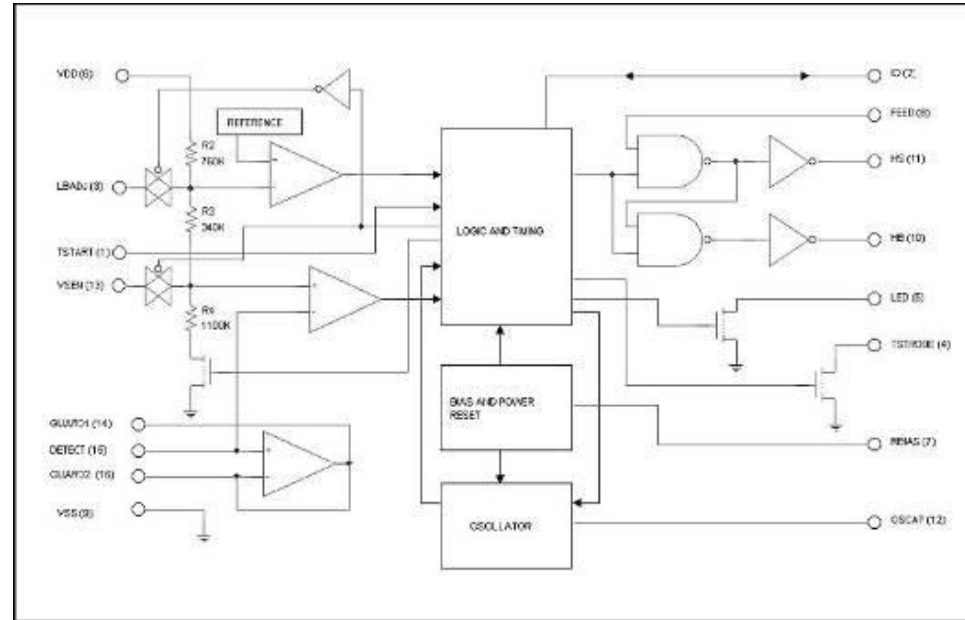 VDD (6)
REFERENCE
R2
760K
LBADJ (3)
R3
340K
TSTART (1)
VSEN (13)
R4
1100K
GUARD1 (14)
DETECT (15)
GUARD2 (16)
VSS (9)
LOGIC AND TIMING
BIAS AND POWER
RESET
OSCILLATOR
IO (2)
FEED (8)
HS (11)
HB (10)
LED (5)
TSTROBE (4)
RBIAS (7)
OSCAP (12)